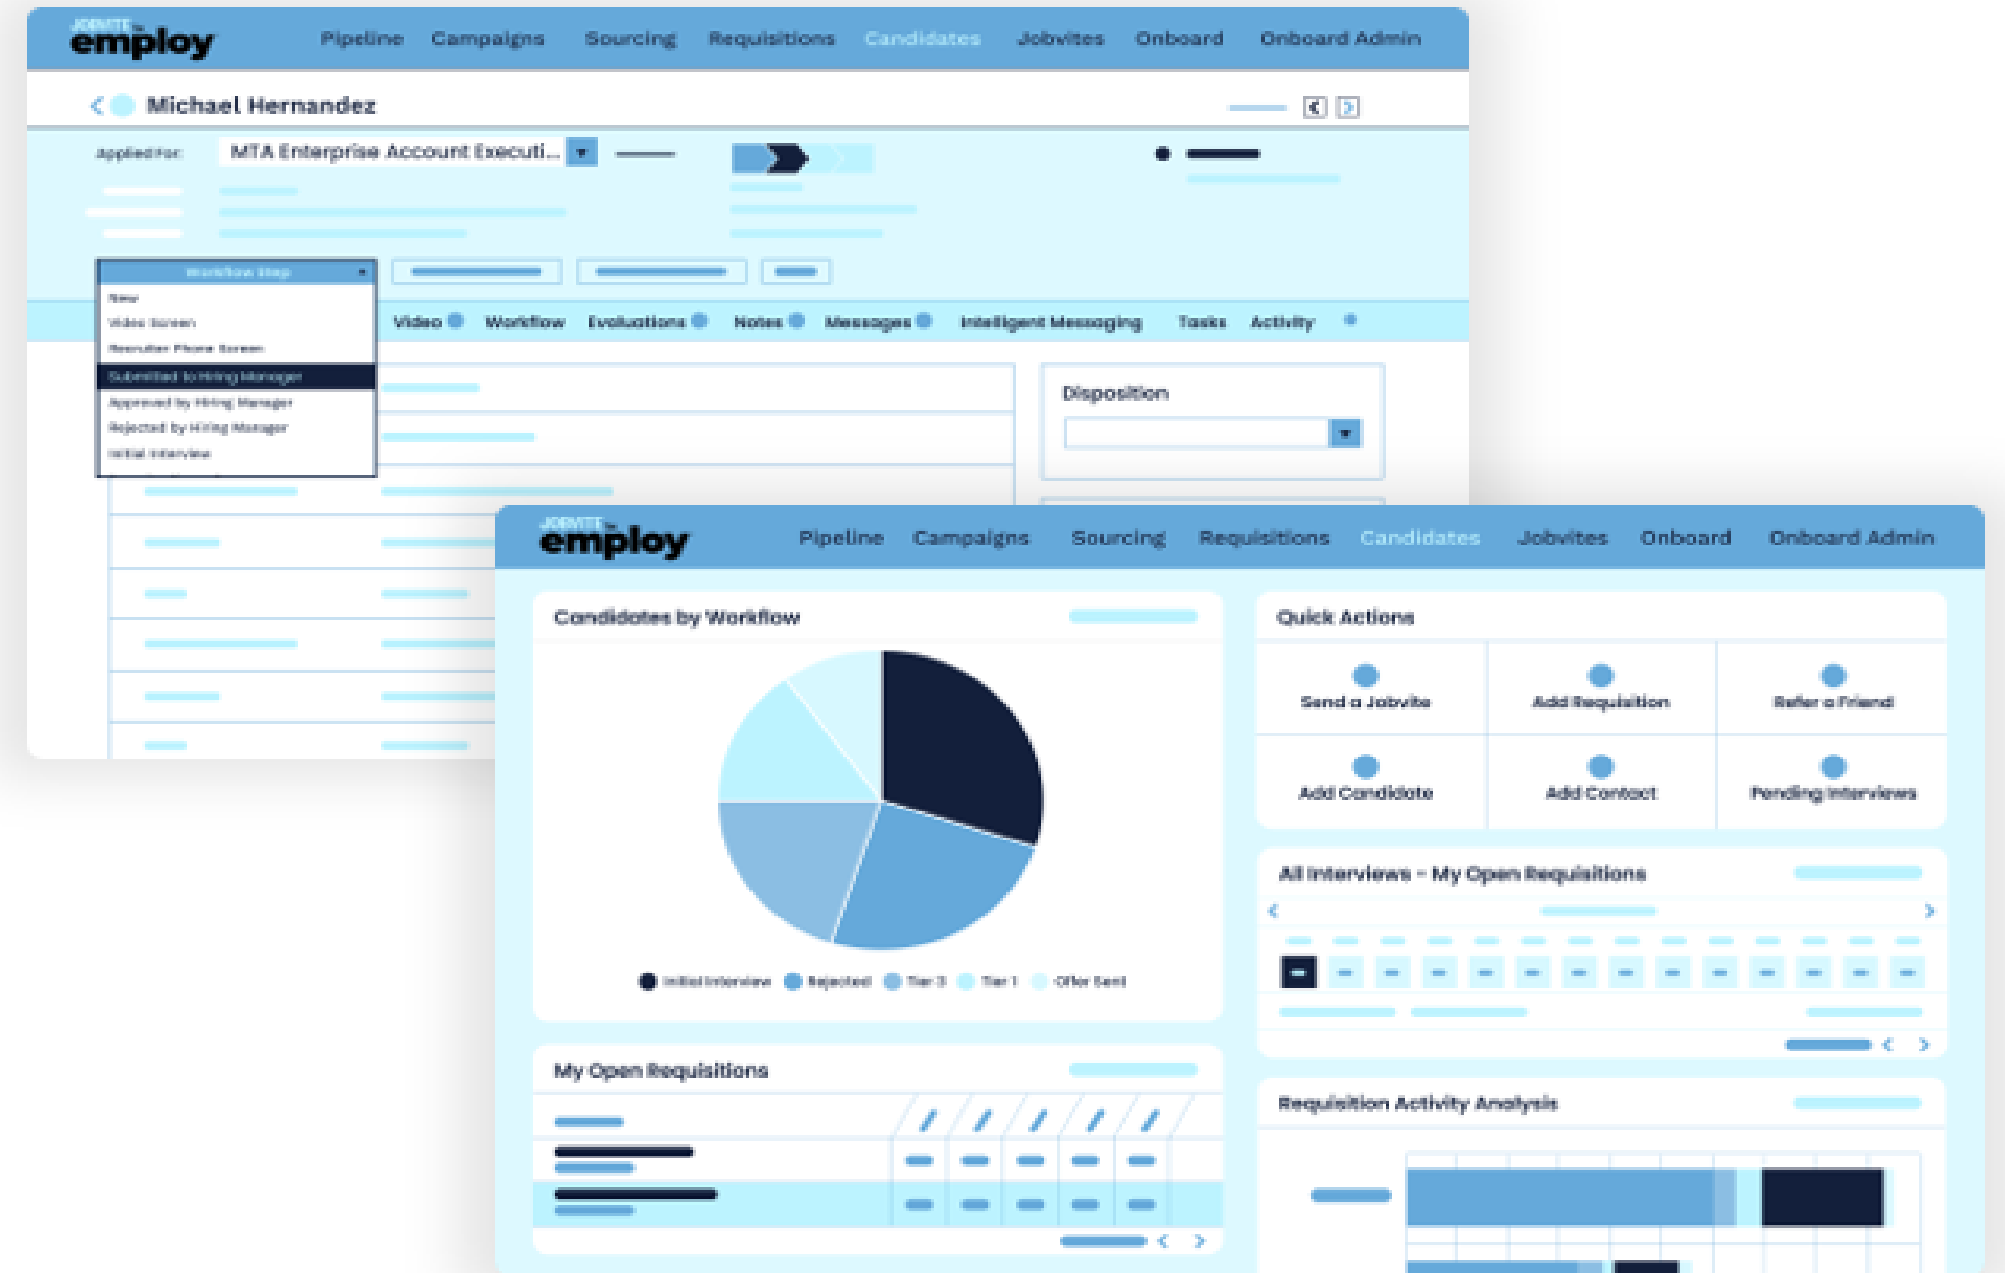 JOBVITE
employ
Pipeline Campaigns Sourcing Requisitions Candidates Jobvites Onboard Onboard Admin
Michael Hernandez
Applied For: MTA Enterprise Account Executi...
Workflow Step
New
Video Screen
Recruiter Phone Screen
Submitted to Hiring Manager
Approved by Hiring Manager
Rejected by Hiring Manager
Initial Interview
Video Workflow Evaluations Notes Messages Intelligent Messaging Tasks Activity
Disposition
JOBVITE
employ
Pipeline Campaigns Sourcing Requisitions Candidates Jobvites Onboard Onboard Admin
Candidates by Workflow
Initial Interview Rejected Tier 3 Tier 1 Offer Sent
My Open Requisitions
Quick Actions
Send a Jobvite Add Requisition Refer a Friend
Add Candidate Add Contact Pending Interviews
All Interviews - My Open Requisitions
Requisition Activity Analysis